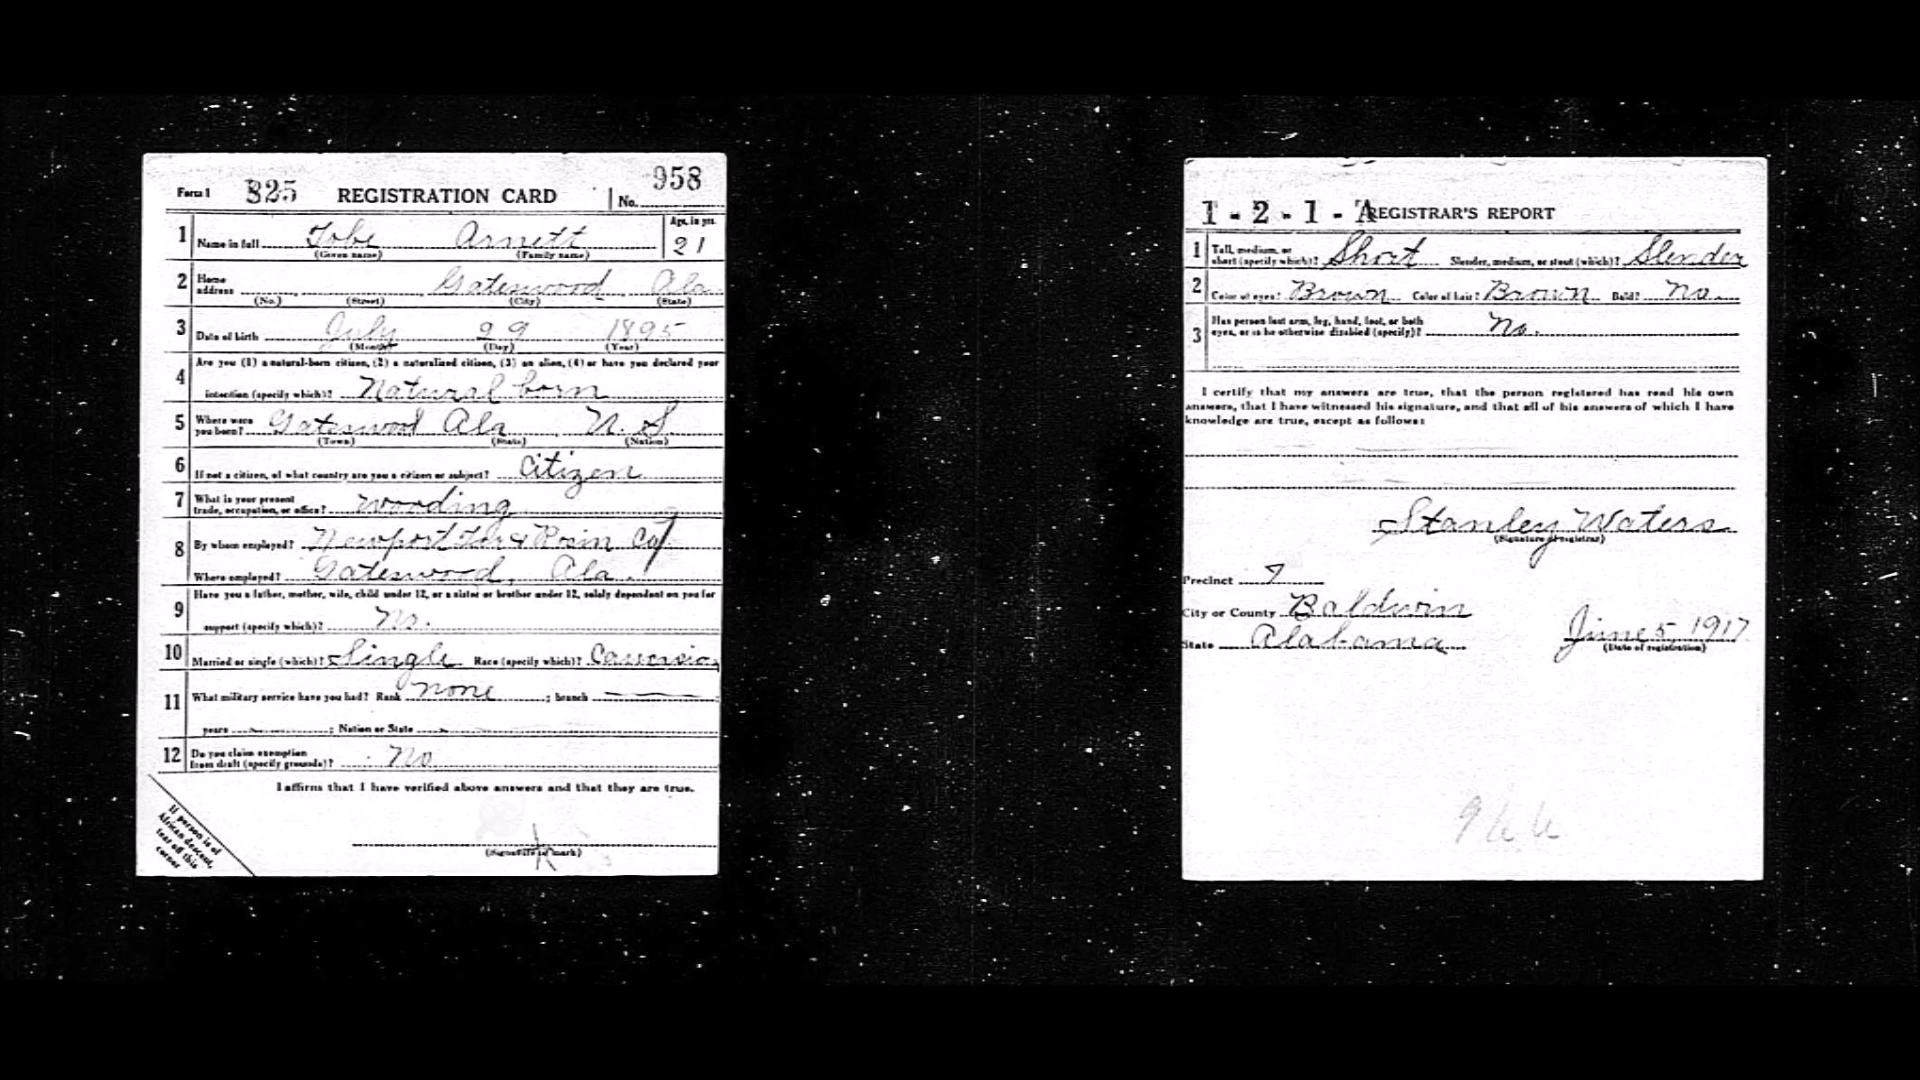 Form 1 325 REGISTRATION CARD No. 958
1 Name in full Tobe Arnett Age, in yrs. 21
(Given name) (Family name)
2 Home address Gateswood Ala.
(No.) (Street) (City) (State)
3 Date of birth July 29 1895
(Month) (Day) (Year)
4 Are you (1) a natural-born citizen, (2) a naturalized citizen, (3) an alien, (4) or have you declared your
intention (specify which)? Natural born
5 Where were you born? Gateswood Ala U. S.
(Town) (State) (Nation)
6 If not a citizen, of what country are you a citizen or subject? Citizen
7 What is your present trade, occupation, or office? wooding
8 By whom employed? Newport Tur & Rosin Co
Where employed? Gateswood, Ala.
9 Have you a father, mother, wife, child under 12, or a sister or brother under 12, solely dependent on you for
support (specify which)? No.
10 Married or single (which)? Single Race (specify which)? Caucasion
11 What military service have you had? Rank none ; branch
years ; Nation or State
12 Do you claim exemption from draft (specify grounds)? No
I affirm that I have verified above answers and that they are true.
(Signature or mark)
If person is of
African descent,
tear off this
corner
1-2-1-A REGISTRAR'S REPORT
1 Tall, medium, or short (specify which)? Short Slender, medium, or stout (which)? Slender
2 Color of eyes? Brown Color of hair? Brown Bald? No.
3 Has person lost arm, leg, hand, foot, or both eyes, or is he otherwise disabled (specify)? No.
I certify that my answers are true, that the person registered has read his own
answers, that I have witnessed his signature, and that all of his answers of which I have
knowledge are true, except as follows:
Stanley Waters
(Signature of registrar)
Precinct 7
City or County Baldwin
State Alabama June 5, 1917
(Date of registration)
966